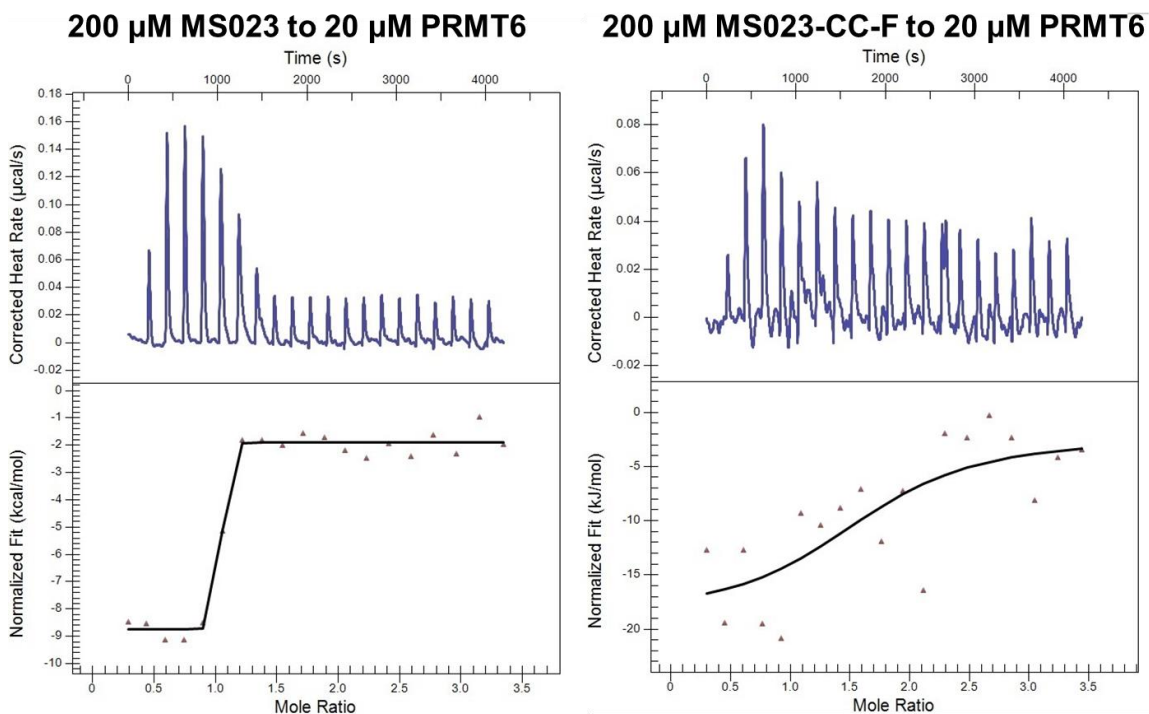 200 µM MS023 to 20 µM PRMT6
Time (s)
0 1000 2000 3000 4000
0.18
0.16
0.14
0.12
0.10
0.08
0.06
0.04
0.02
0
-0.02
Corrected Heat Rate (µcal/s)
0
-1
-2
-3
-4
-5
-6
-7
-8
-9
-10
Normalized Fit (kcal/mol)
0 0.5 1.0 1.5 2.0 2.5 3.0 3.5
Mole Ratio
200 µM MS023-CC-F to 20 µM PRMT6
Time (s)
0 1000 2000 3000 4000
0.08
0.06
0.04
0.02
0
-0.02
Corrected Heat Rate (µcal/s)
0
-5
-10
-15
-20
Normalized Fit (kJ/mol)
0 0.5 1.0 1.5 2.0 2.5 3.0 3.5
Mole Ratio